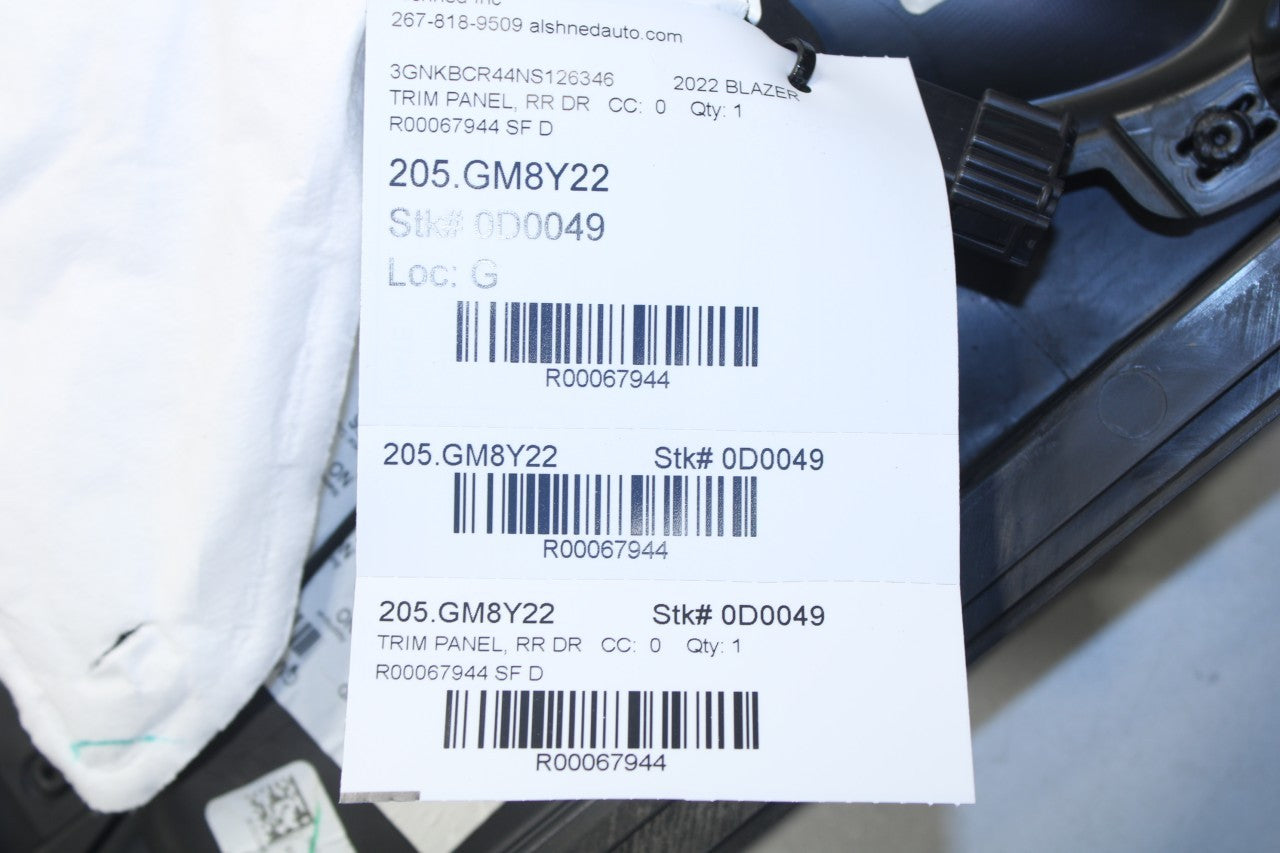 267-818-9509 alshnedauto.com
3GNKBCR44NS126346 2022 BLAZER
TRIM PANEL, RR DR CC: 0 Qty: 1
R00067944 SF D
205.GM8Y22
Stk# 0D0049
Loc: G
R00067944
205.GM8Y22 Stk# 0D0049
R00067944
205.GM8Y22 Stk# 0D0049
TRIM PANEL, RR DR CC: 0 Qty: 1
R00067944 SF D
R00067944